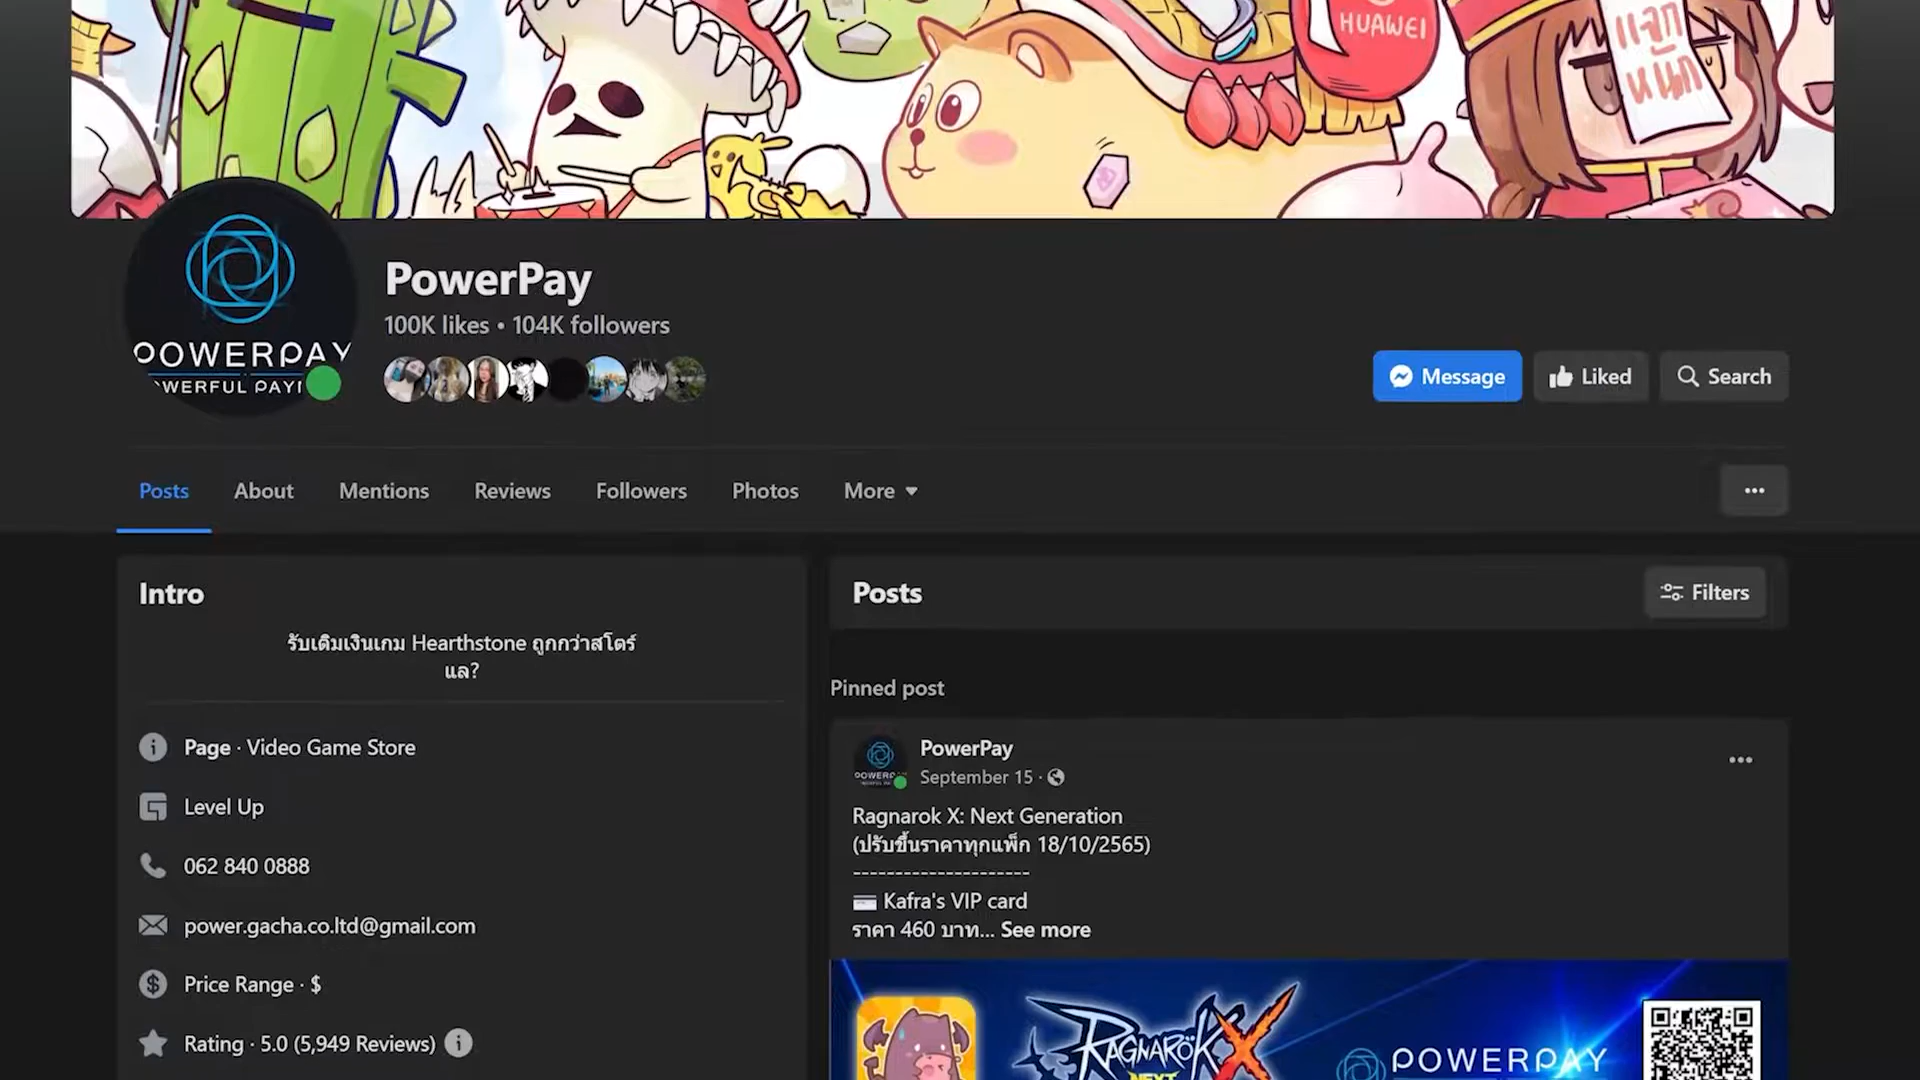 HUAWEI
แจก
หนัก
POWERPAY
PowerPay
100K likes • 104K followers
Message
Liked
Search
Posts
About
Mentions
Reviews
Followers
Photos
More
Intro
รับเติมเงินเกม Hearthstone ถูกกว่าสโตร์
แล?
Page · Video Game Store
Level Up
062 840 0888
power.gacha.co.ltd@gmail.com
Price Range · $
Rating · 5.0 (5,949 Reviews)
Posts
Filters
Pinned post
PowerPay
September 15 ·
Ragnarok X: Next Generation
(ปรับขึ้นราคาทุกแพ็ก 18/10/2565)
---------------------
Kafra's VIP card
ราคา 460 บาท... See more
RAGNARÖK X
NEXT
POWERPAY